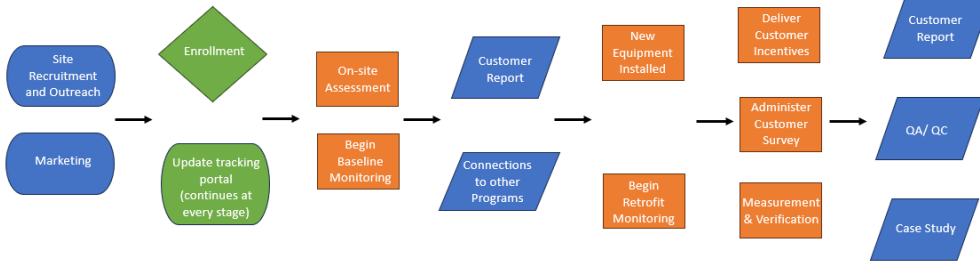 Site
Recruitment
and Outreach
Marketing
Enrollment
Update tracking
portal
(continues at
every stage)
On-site
Assessment
Begin
Baseline
Monitoring
Customer
Report
Connections
to other
Programs
New
Equipment
Installed
Begin
Retrofit
Monitoring
Deliver
Customer
Incentives
Administer
Customer
Survey
Measurement
& Verification
Customer
Report
QA/ QC
Case Study